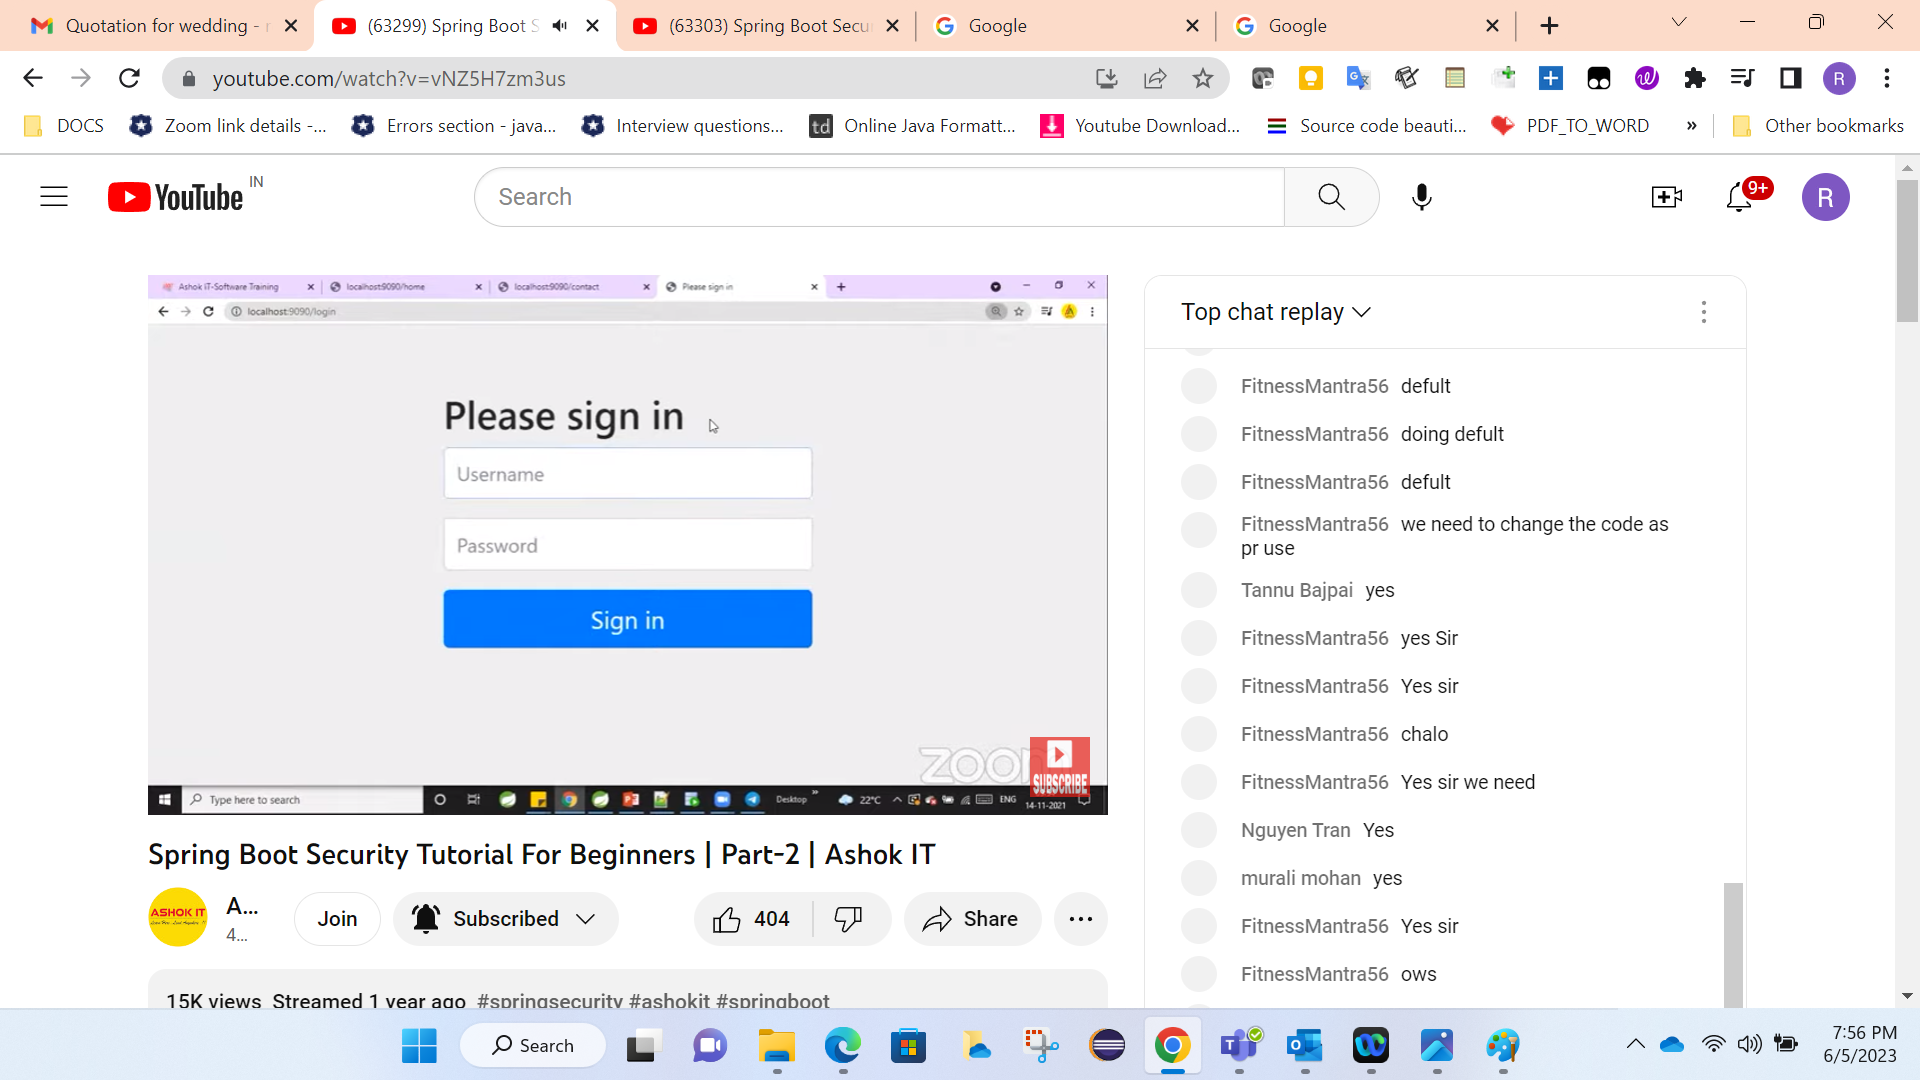 Quotation for wedding - r
(63299) Spring Boot S
(63303) Spring Boot Secu
Google
Google
youtube.com/watch?v=vNZ5H7zm3us
R
DOCS
Zoom link details -...
Errors section - java...
Interview questions...
td
Online Java Formatt...
Youtube Download...
Source code beauti...
PDF_TO_WORD
»
Other bookmarks
YouTube IN
Search
9+
R
Ashok IT-Software Training
localhost:9090/home
localhost:9090/contact
Please sign in
localhost:9090/login
Please sign in
Username
Password
Sign in
zoom
SUBSCRIBE
Type here to search
Desktop
22°C
ENG
14-11-2021
Top chat replay
FitnessMantra56 defult
FitnessMantra56 doing defult
FitnessMantra56 defult
FitnessMantra56 we need to change the code as
pr use
Tannu Bajpai yes
FitnessMantra56 yes Sir
FitnessMantra56 Yes sir
FitnessMantra56 chalo
FitnessMantra56 Yes sir we need
Nguyen Tran Yes
murali mohan yes
FitnessMantra56 Yes sir
FitnessMantra56 ows
Spring Boot Security Tutorial For Beginners | Part-2 | Ashok IT
ASHOK IT
A...
4...
Join
Subscribed
404
Share
15K views Streamed 1 year ago #springsecurity #ashokit #springboot
Search
7:56 PM
6/5/2023